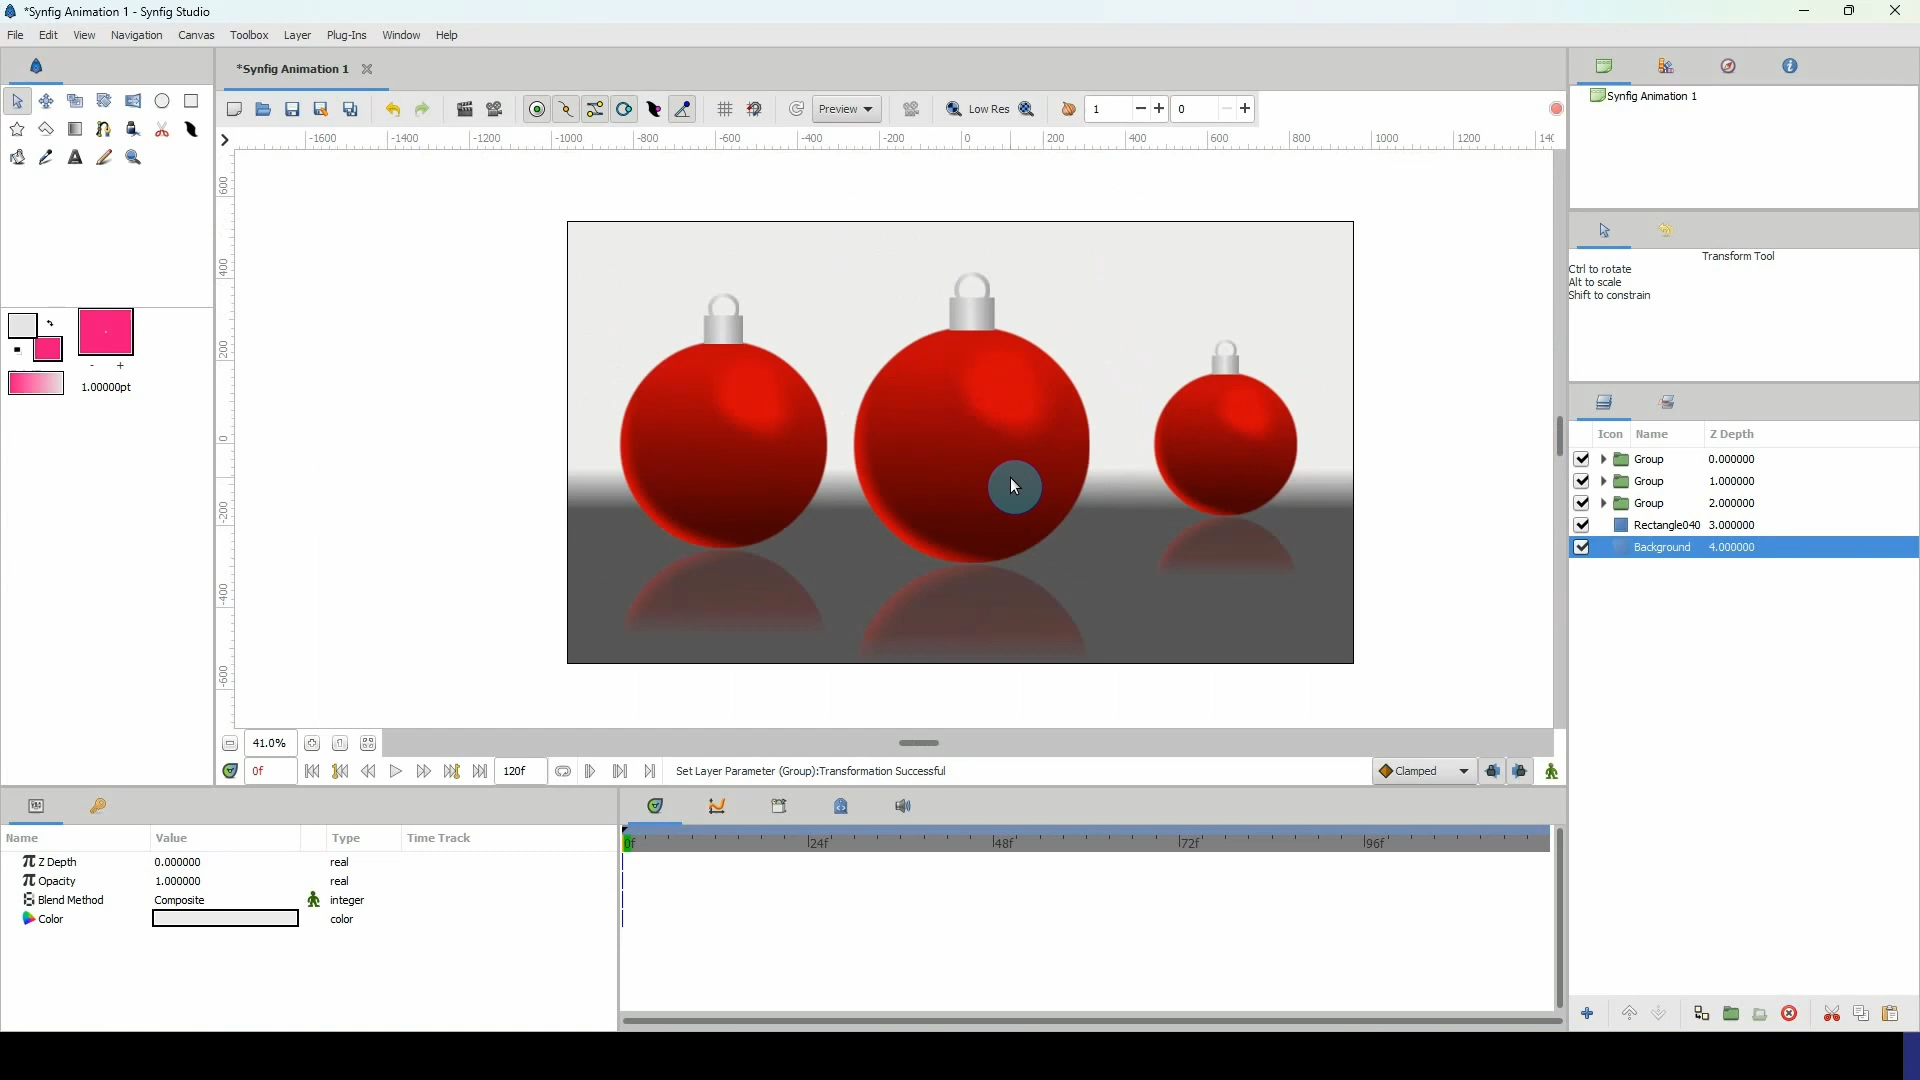 *Synfig Animation 1 - Synfig Studio
File Edit View Navigation Canvas Toolbox Layer Plug-Ins Window Help
*Synfig Animation 1
Preview Low Res 1 0
-1600 -1400 -1200 -1000 -800 -600 -400 -200 0 200 400 600 800 1000 1200
600
400
200
0
-200
-400
-600
1.00000pt
41.0%
0f 120f Set Layer Parameter (Group):Transformation Successful Clamped
Name Value Type Time Track
Z Depth 0.000000 real
Opacity 1.000000 real
Blend Method Composite integer
Color color
0f 24f 48f 72f 96f
Synfig Animation 1
Transform Tool
Ctrl to rotate
Alt to scale
Shift to constrain
Icon Name Z Depth
Group 0.000000
Group 1.000000
Group 2.000000
Rectangle040 3.000000
Background 4.000000